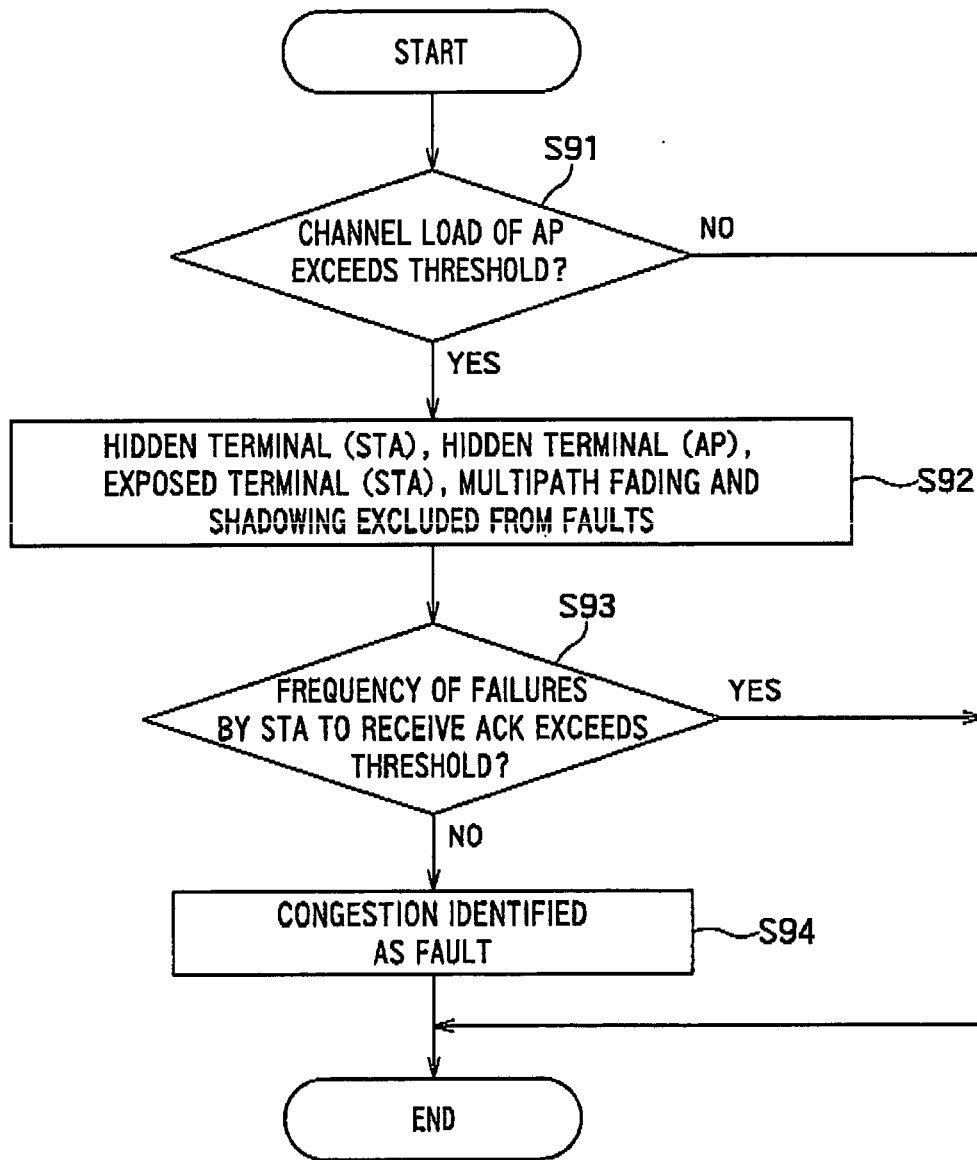 START
S91
CHANNEL LOAD OF AP
EXCEEDS THRESHOLD?
NO
YES
HIDDEN TERMINAL (STA), HIDDEN TERMINAL (AP),
EXPOSED TERMINAL (STA), MULTIPATH FADING AND
SHADOWING EXCLUDED FROM FAULTS
S92
S93
FREQUENCY OF FAILURES
BY STA TO RECEIVE ACK EXCEEDS
THRESHOLD?
YES
NO
CONGESTION IDENTIFIED
AS FAULT
S94
END